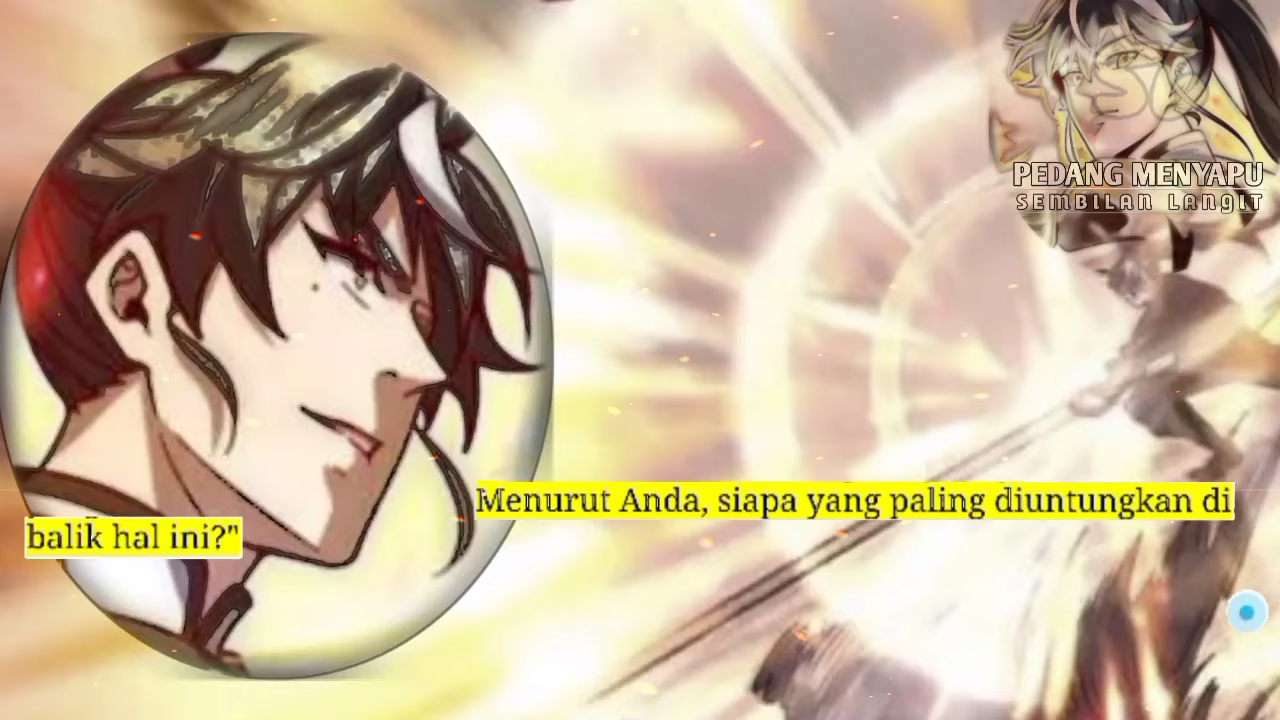 PEDANG MENYAPU
SEMBILAN LANGIT
Menurut Anda, siapa yang paling diuntungkan di
balik hal ini?"